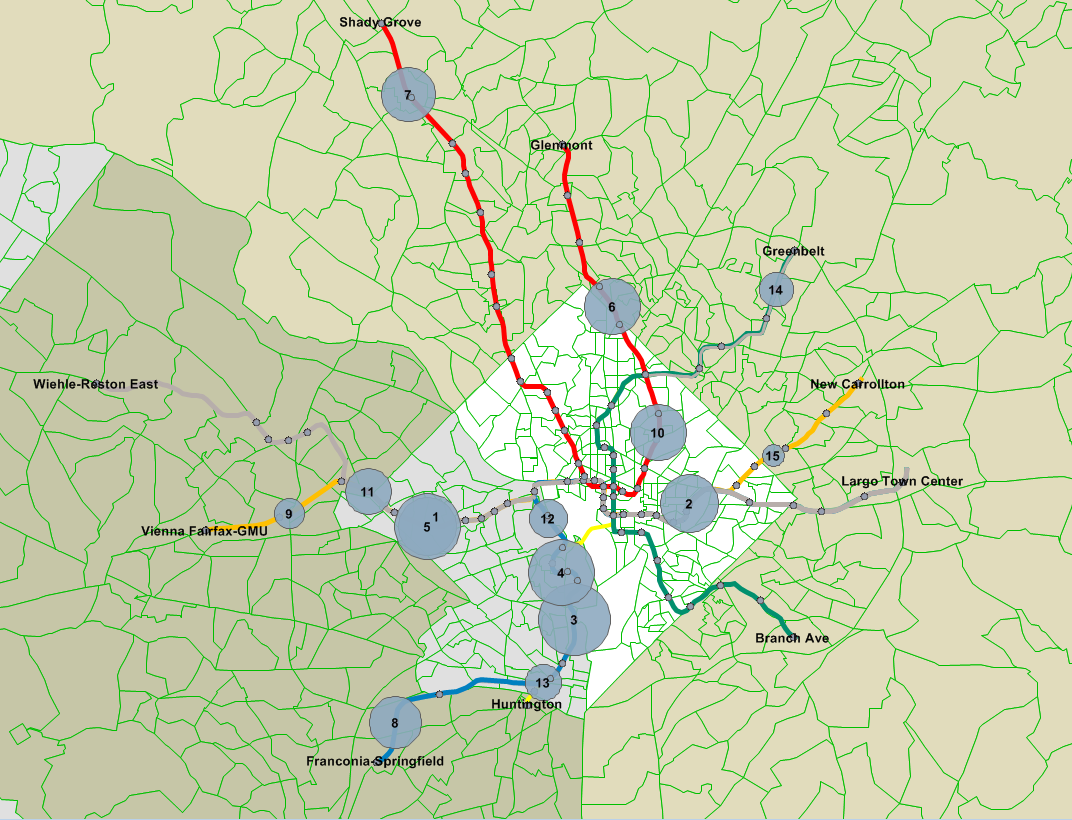 Shady Grove
7
Glenmont
Greenbelt
14
6
Wiehle-Reston East
New Carrollton
10
15
Largo Town Center
11
2
9
1
5
12
Vienna Fairfax-GMU
4
3
Branch Ave
13
Huntington
8
Franconia-Springfield